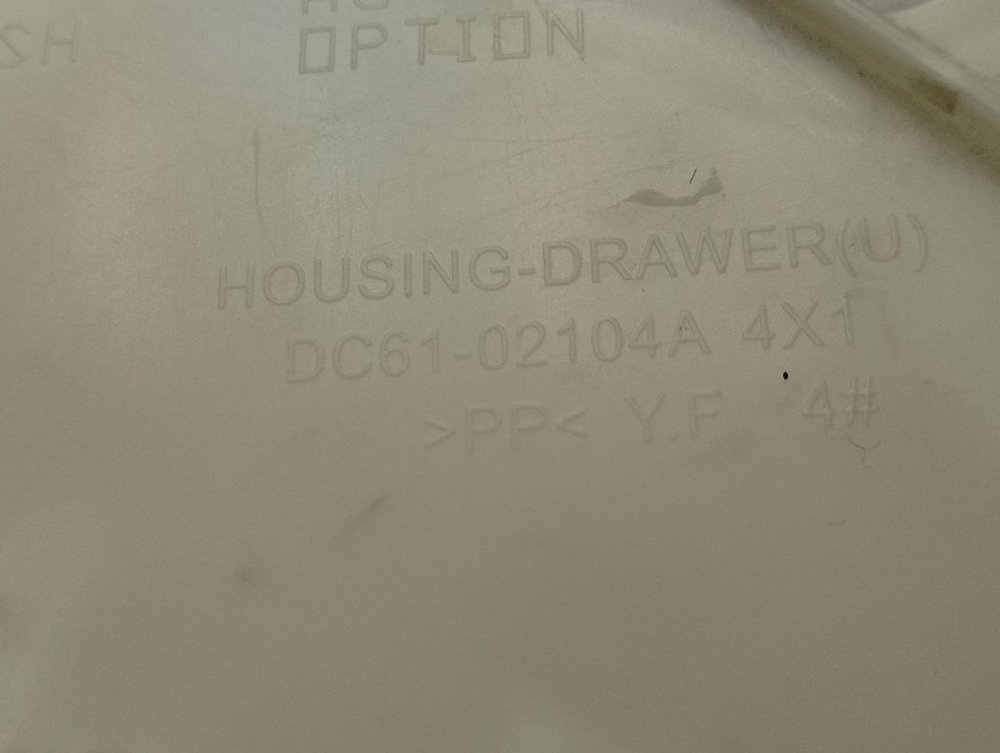 OPTION
HOUSING-DRAWER(U)
DC61-02104A 4X1
>PP< Y.F 4#